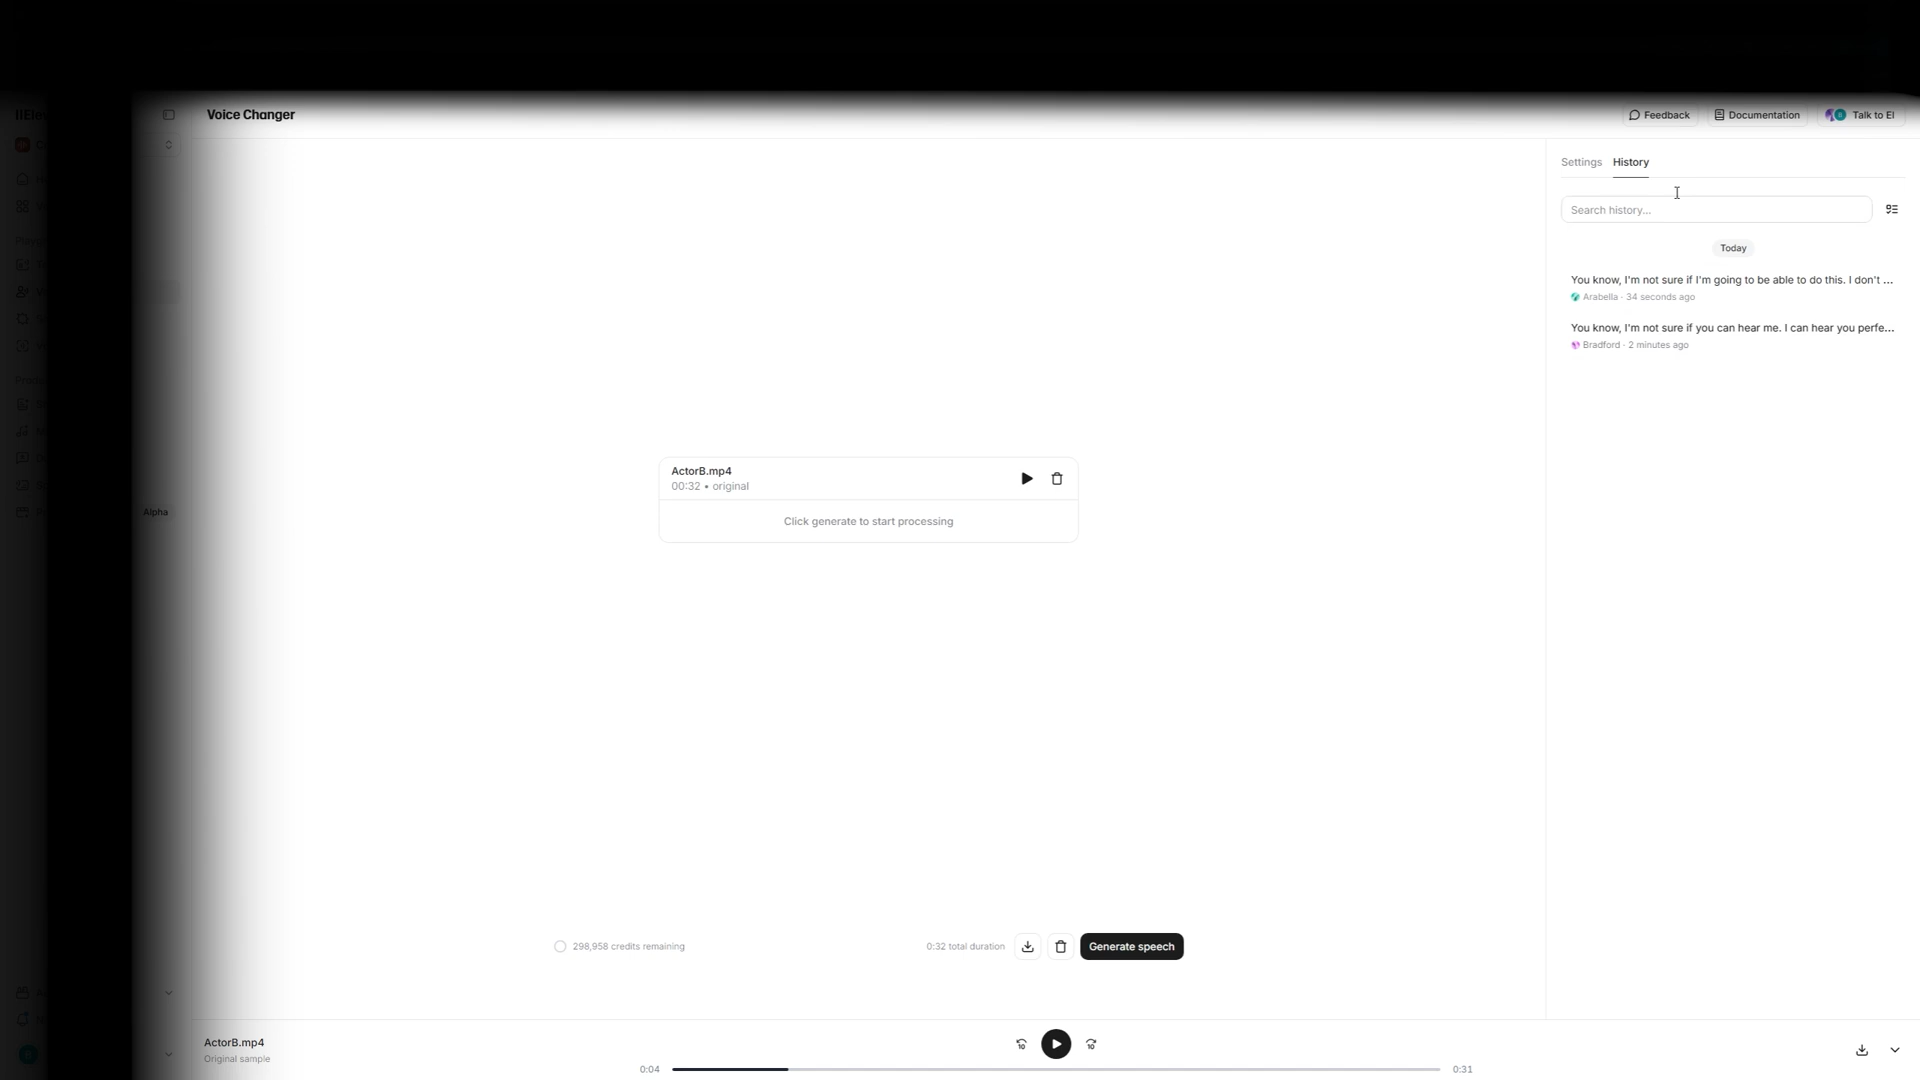 Voice Changer
Feedback
Documentation
Talk to El
Settings
History
Search history...
Today
You know, I'm not sure if I'm going to be able to do this. I don't ...
Arabella · 34 seconds ago
You know, I'm not sure if you can hear me. I can hear you perfe...
Bradford · 2 minutes ago
ActorB.mp4
00:32 • original
Click generate to start processing
Alpha
298,958 credits remaining
0:32 total duration
Generate speech
ActorB.mp4
Original sample
10
10
0:04
0:31